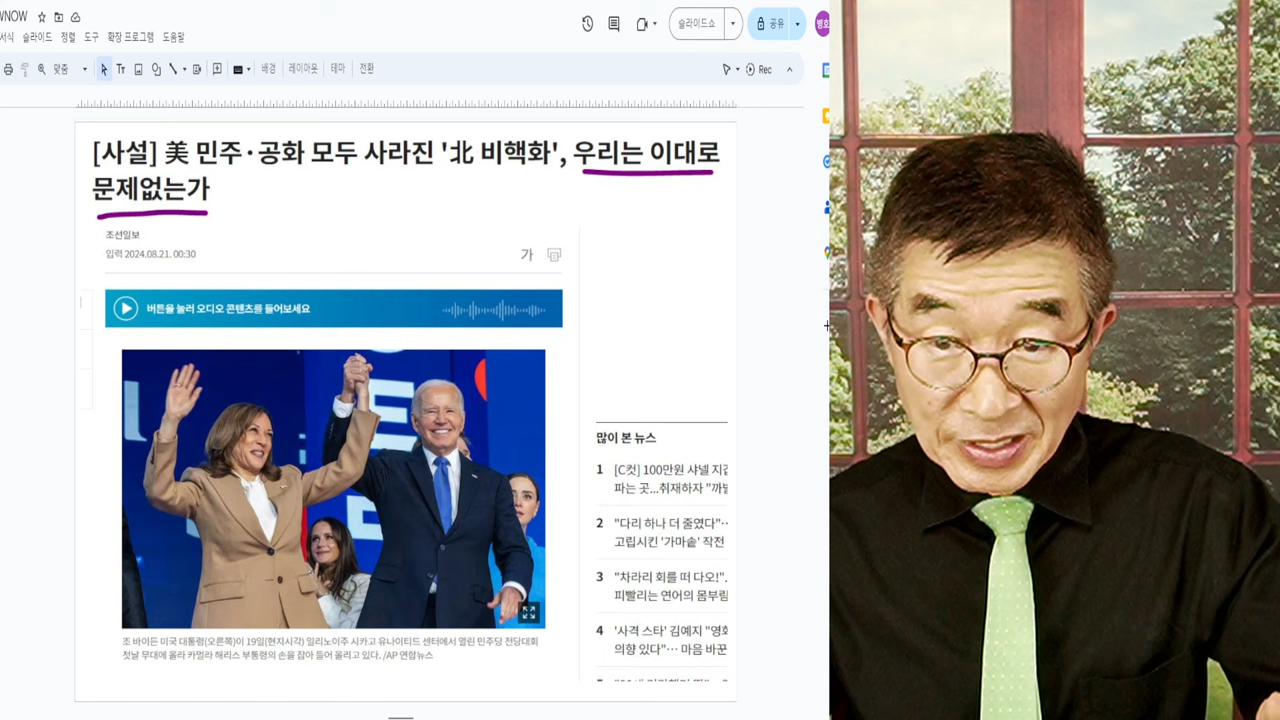 WNOW
슬라이드쇼
공유
병호
서식 슬라이드 정렬 도구 확장 프로그램 도움말
맞춤
Tт
배경 레이아웃 테마 전환
Rec
[사설] 美 민주·공화 모두 사라진 '北 비핵화', 우리는 이대로
문제없는가
조선일보
입력 2024.08.21. 00:30
가
버튼을 눌러 오디오 콘텐츠를 들어보세요
조 바이든 미국 대통령(오른쪽)이 19일(현지시각) 일리노이주 시카고 유나이티드 센터에서 열린 민주당 전당대회
첫날 무대에 올라 카멀라 해리스 부통령의 손을 잡아 들어 올리고 있다. /AP 연합뉴스
많이 본 뉴스
1 [C컷] 100만원 샤넬 지갑
파는 곳...취재하자 "까발
2 "다리 하나 더 줄였다"··
고립시킨 '가마솥' 작전
3 "차라리 회를 떠 다오!".
피빨리는 연어의 몸부림
4 '사격 스타' 김예지 "영화
의향 있다"··· 마음 바꾼